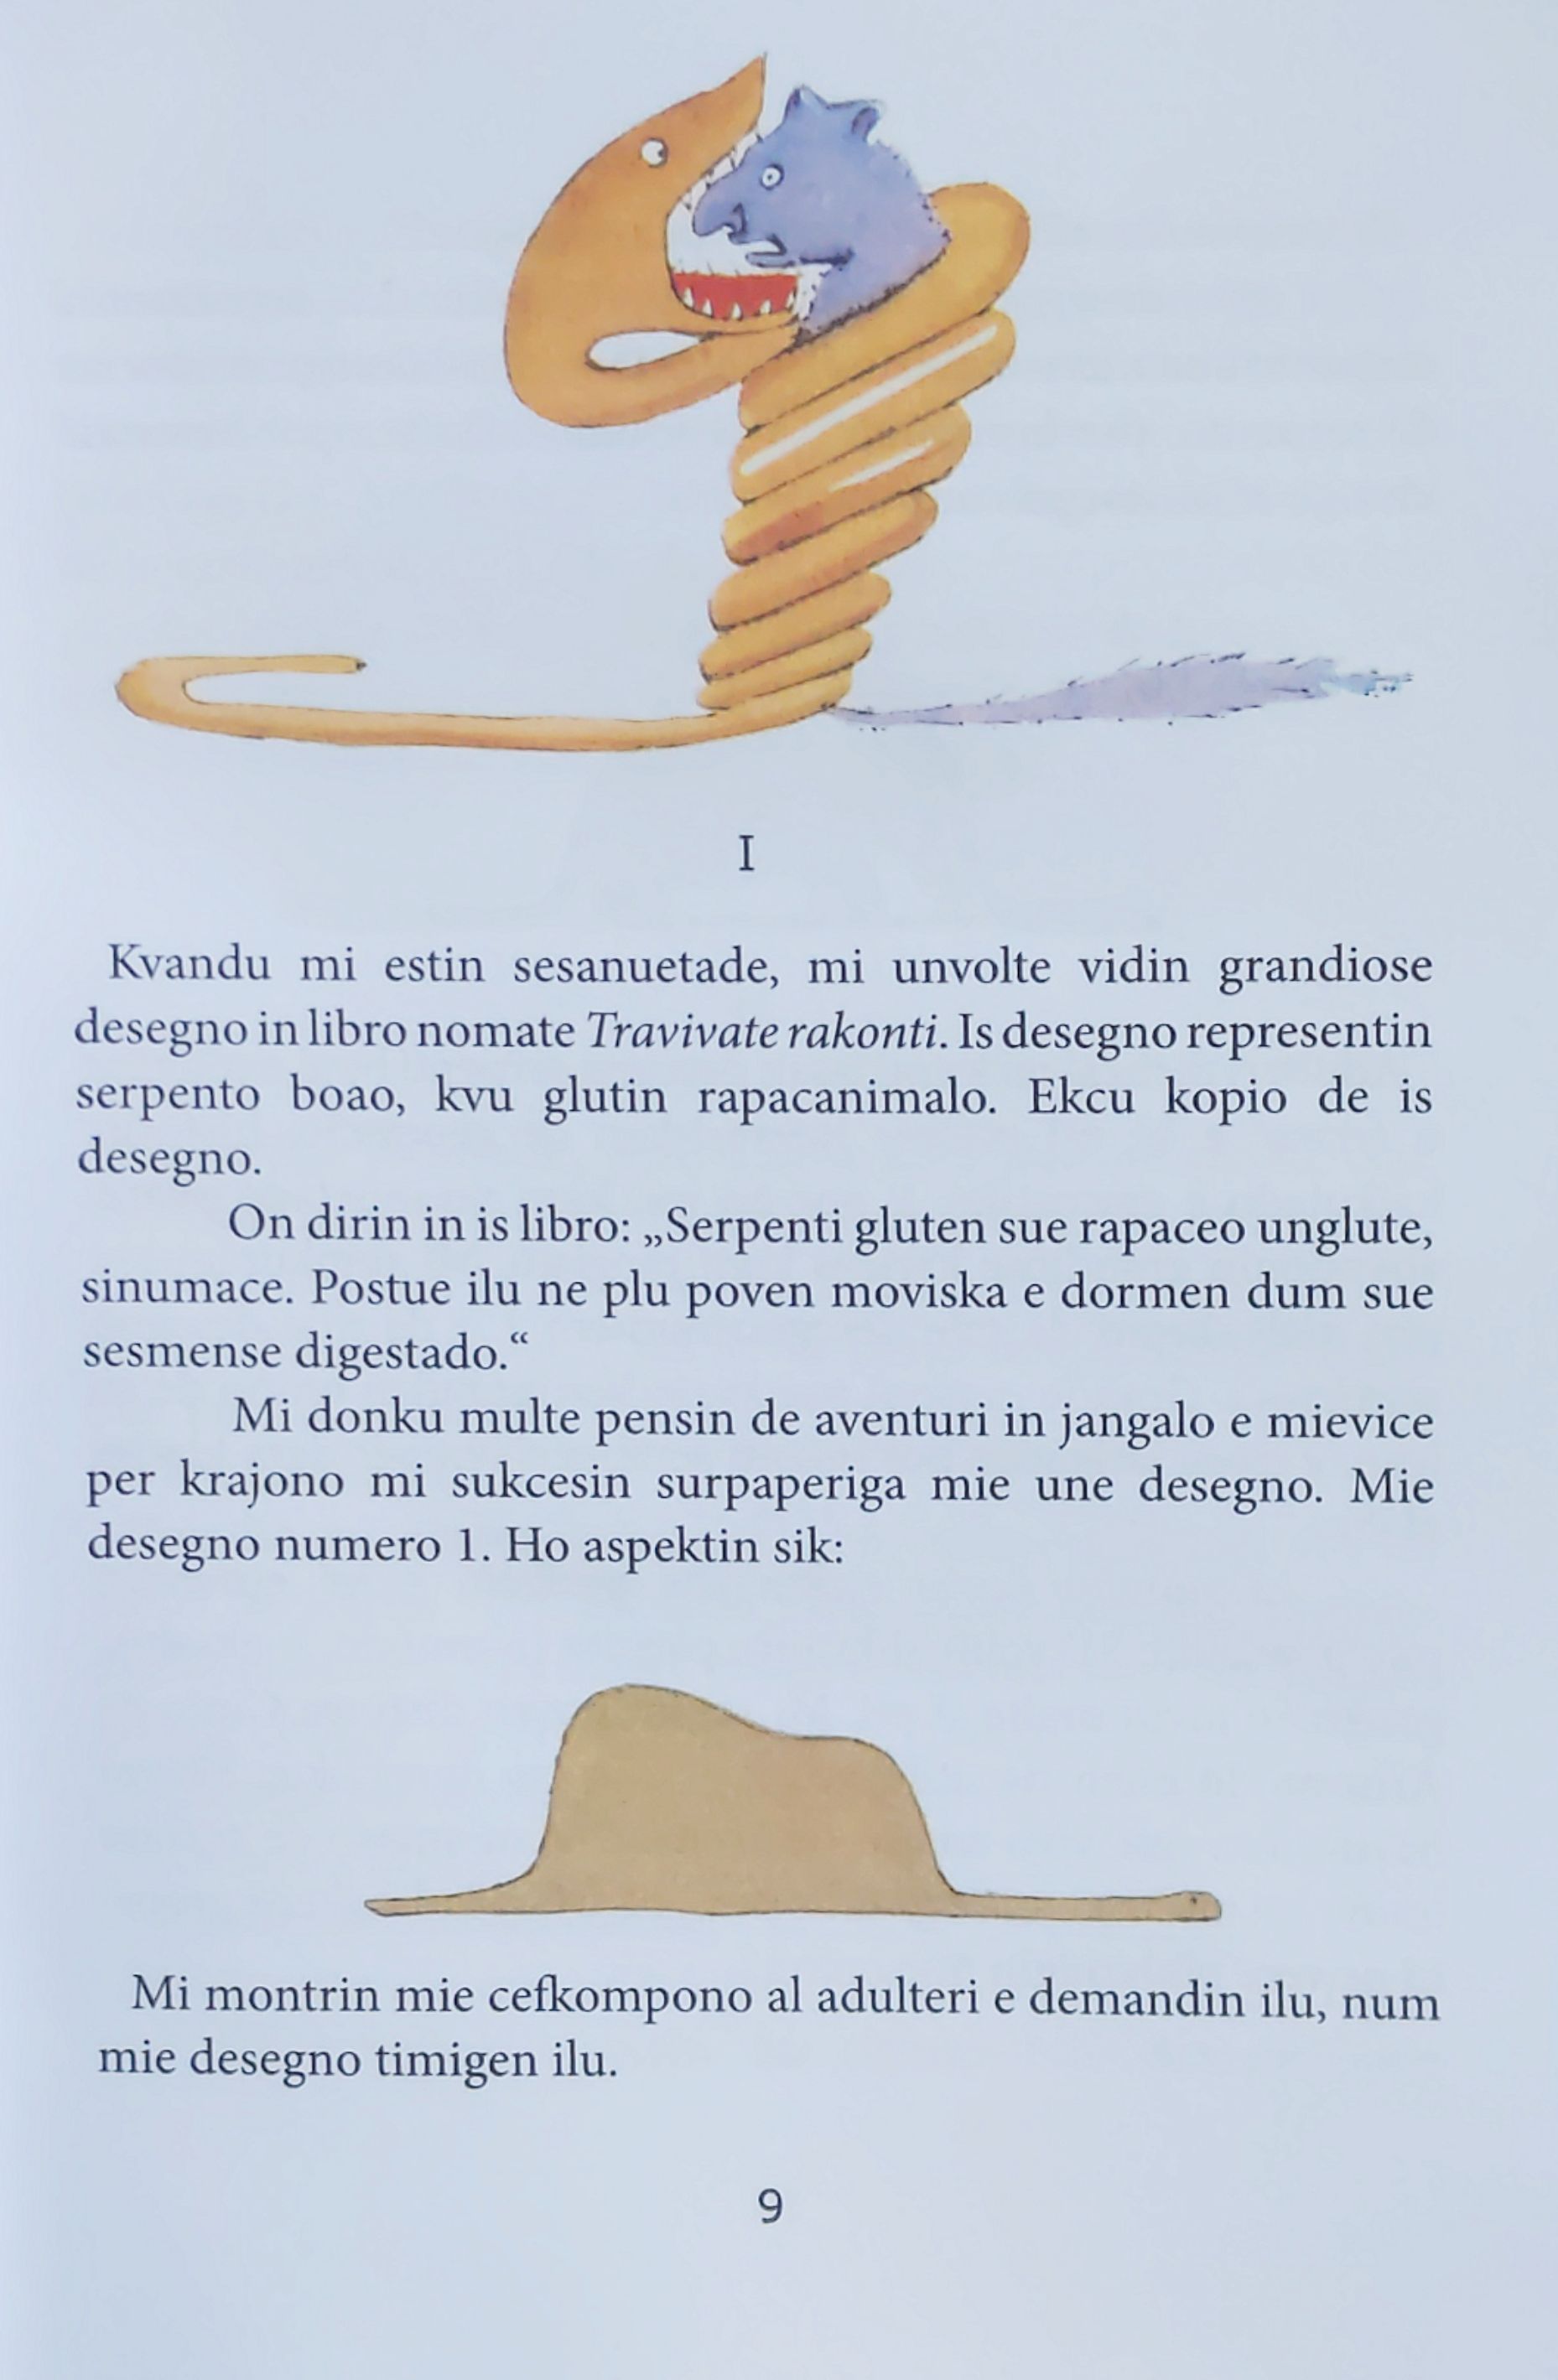 I
Kvandu mi estin sesanuetade, mi unvolte vidin grandiose
desegno in libro nomate Travivate rakonti. Is desegno representin
serpento boao, kvu glutin rapacanimalo. Ekcu kopio de is
desegno.
On dirin in is libro: „Serpenti gluten sue rapaceo unglute,
sinumace. Postue ilu ne plu poven moviska e dormen dum sue
sesmense digestado.“
Mi donku multe pensin de aventuri in jangalo e mievice
per krajono mi sukcesin surpaperiga mie une desegno. Mie
desegno numero 1. Ho aspektin sik:
Mi montrin mie cefkompono al adulteri e demandin ilu, num
mie desegno timigen ilu.
9